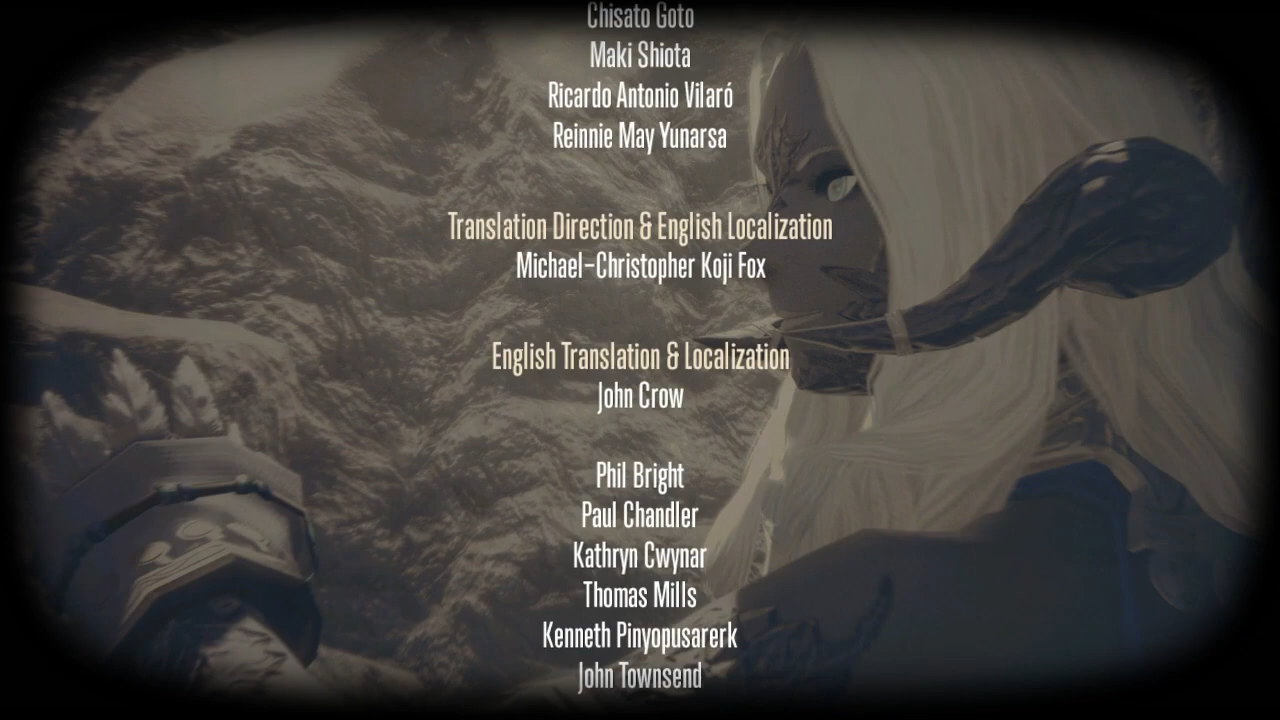 Chisato Goto
Maki Shiota
Ricardo Antonio Vilaró
Reinnie May Yunarsa
Translation Direction & English Localization
Michael-Christopher Koji Fox
English Translation & Localization
John Crow
Phil Bright
Paul Chandler
Kathryn Cwynar
Thomas Mills
Kenneth Pinyopusarerk
John Townsend